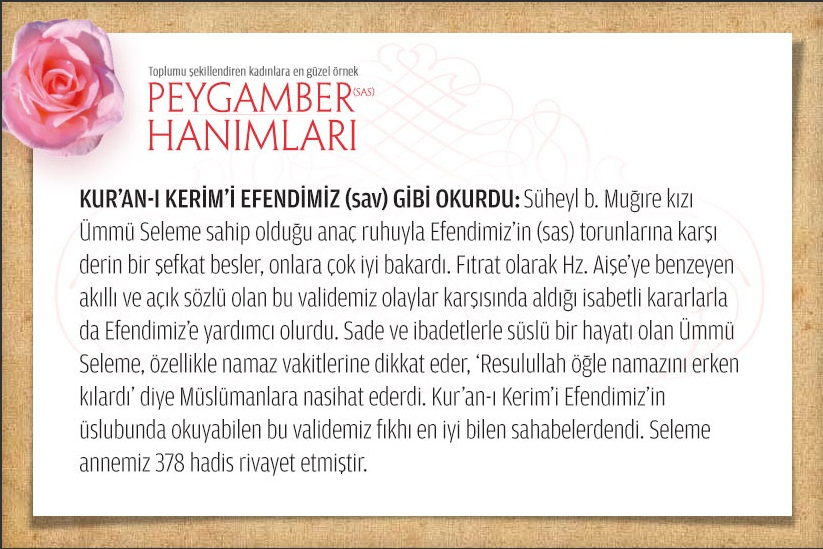 Toplumu şekillendiren kadınlara en güzel örnek
PEYGAMBER (SAS)
HANIMLARI
KUR'AN-I KERİM'İ EFENDİMİZ (sav) GİBİ OKURDU: Süheyl b. Muğıre kızı
Ümmü Seleme sahip olduğu anaç ruhuyla Efendimiz'in (sas) torunlarına karşı
derin bir şefkat besler, onlara çok iyi bakardı. Fıtrat olarak Hz. Aişe'ye benzeyen
akıllı ve açık sözlü olan bu validemiz olaylar karşısında aldığı isabetli kararlarla
da Efendimiz'e yardımcı olurdu. Sade ve ibadetlerle süslü bir hayatı olan Ümmü
Seleme, özellikle namaz vakitlerine dikkat eder, 'Resulullah öğle namazını erken
kılardı' diye Müslümanlara nasihat ederdi. Kur'an-ı Kerim'i Efendimiz'in
üslubunda okuyabilen bu validemiz fıkhı en iyi bilen sahabelerdendi. Seleme
annemiz 378 hadis rivayet etmiştir.